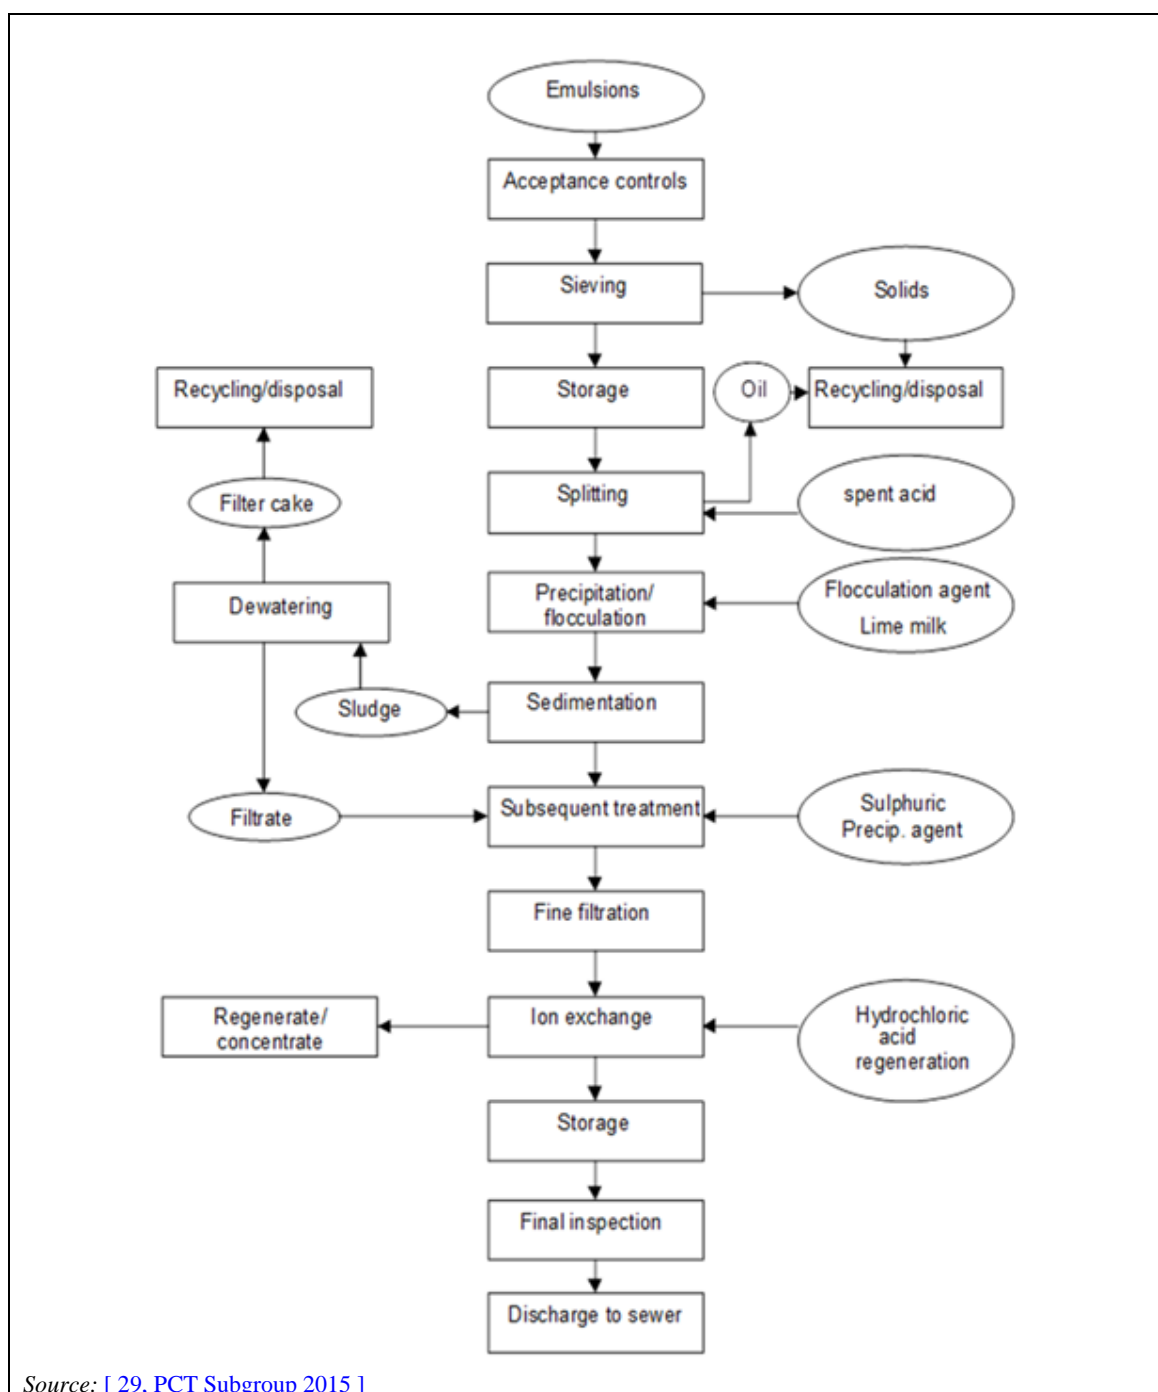 Emulsions
Acceptance controls
Sieving
Solids
Recycling/disposal
Storage
Oil
Recycling/disposal
Filter cake
Splitting
spent acid
Dewatering
Precipitation/
flocculation
Flocculation agent
Lime milk
Sludge
Sedimentation
Filtrate
Subsequent treatment
Sulphuric
Precip. agent
Fine filtration
Regenerate/
concentrate
Ion exchange
Hydrochloric
acid
regeneration
Storage
Final inspection
Discharge to sewer
Source: [ 29, PCT Subgroup 2015 ]